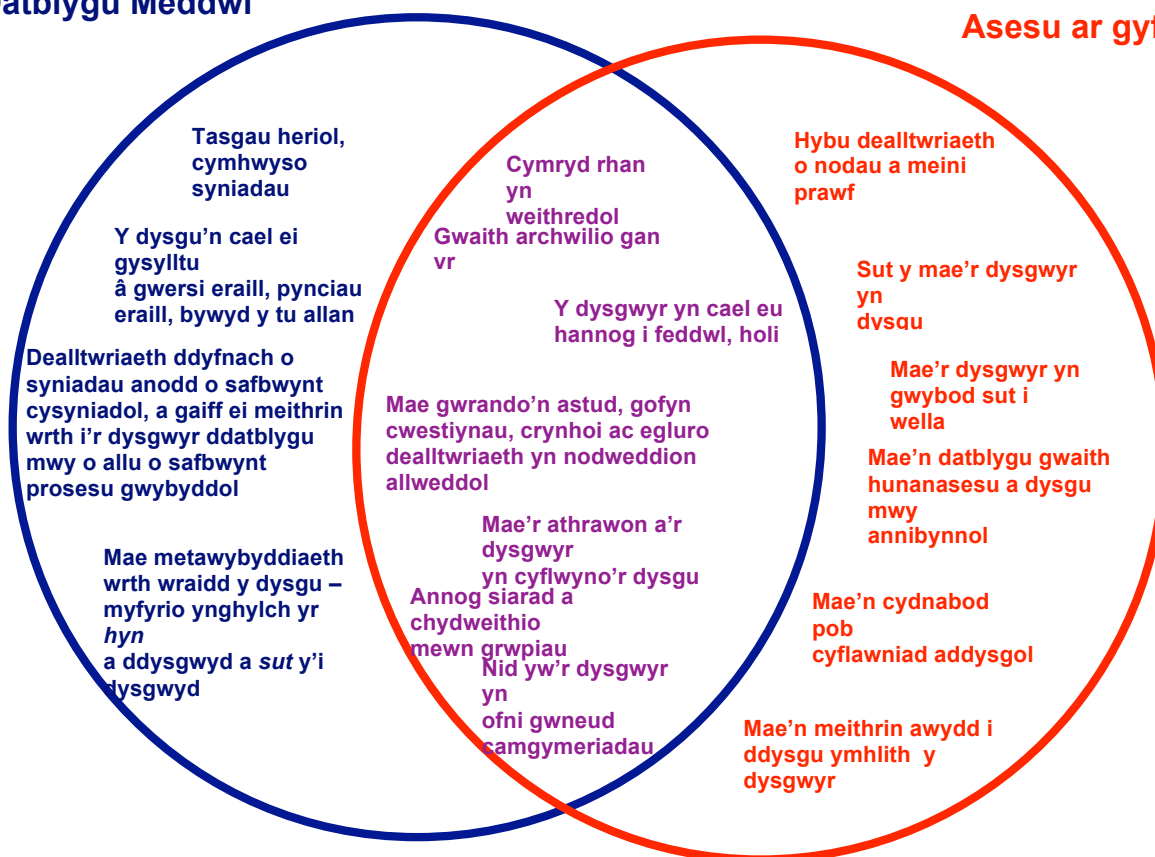 Datblygu Meddwl
Asesu ar gyf
Tasgau heriol,
cymhwyso
syniadau
Y dysgu’n cael ei
gysylltu
â gwersi eraill, pynciau
eraill, bywyd y tu allan
Dealltwriaeth ddyfnach o
syniadau anodd o safbwynt
cysyniadol, a gaiff ei meithrin
wrth i’r dysgwyr ddatblygu
mwy o allu o safbwynt
prosesu gwybyddol
Mae metawybyddiaeth
wrth wraidd y dysgu –
myfyrio ynghylch yr
hyn
a ddysgwyd a sut y’i
dysgwyd
Cymryd rhan
yn
weithredol
Gwaith archwilio gan
yr
Y dysgwyr yn cael eu
hannog i feddwl, holi
Mae gwrando’n astud, gofyn
cwestiynau, crynhoi ac egluro
dealltwriaeth yn nodweddion
allweddol
Mae’r athrawon a’r
dysgwyr
yn cyflwyno’r dysgu
Annog siarad a
chydweithio
mewn grwpiau
Nid yw’r dysgwyr
yn
ofni gwneud
camgymeriadau
Hybu dealltwriaeth
o nodau a meini
prawf
Sut y mae’r dysgwyr
yn
dysgu
Mae’r dysgwyr yn
gwybod sut i
wella
Mae’n datblygu gwaith
hunanasesu a dysgu
mwy
annibynnol
Mae’n cydnabod
pob
cyflawniad addysgol
Mae’n meithrin awydd i
ddysgu ymhlith y
dysgwyr